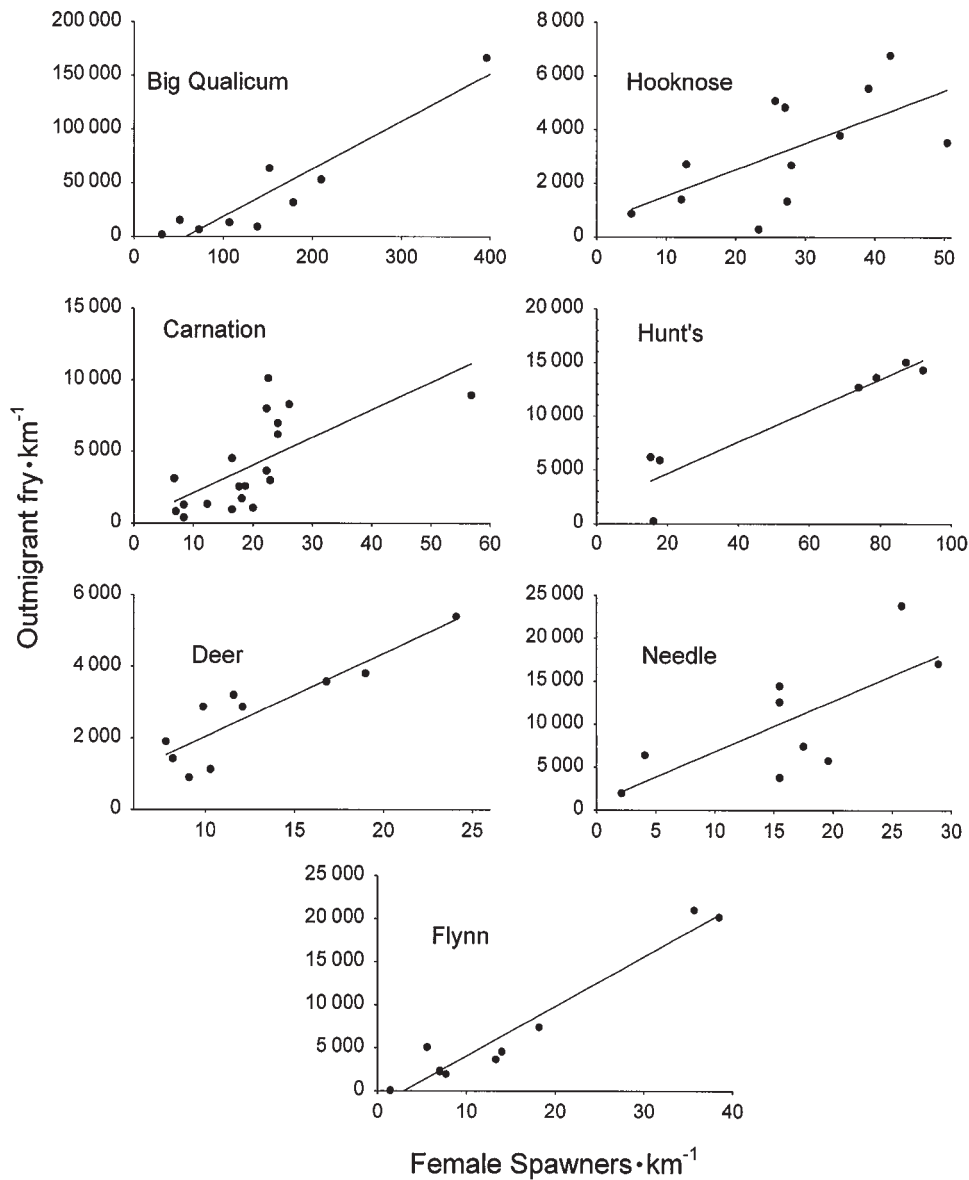 200 000
150 000
100 000
50 000
0
Big Qualicum
0 100 200 300 400
8 000
6 000
4 000
2 000
0
Hooknose
0 10 20 30 40 50
15 000
10 000
5 000
0
Carnation
0 10 20 30 40 50 60
20 000
15 000
10 000
5 000
0
Hunt's
0 20 40 60 80 100
Outmigrant fry·km⁻¹
6 000
4 000
2 000
0
Deer
10 15 20 25
25 000
20 000
15 000
10 000
5 000
0
Needle
0 5 10 15 20 25 30
25 000
20 000
15 000
10 000
5 000
0
Flynn
0 10 20 30 40
Female Spawners·km⁻¹